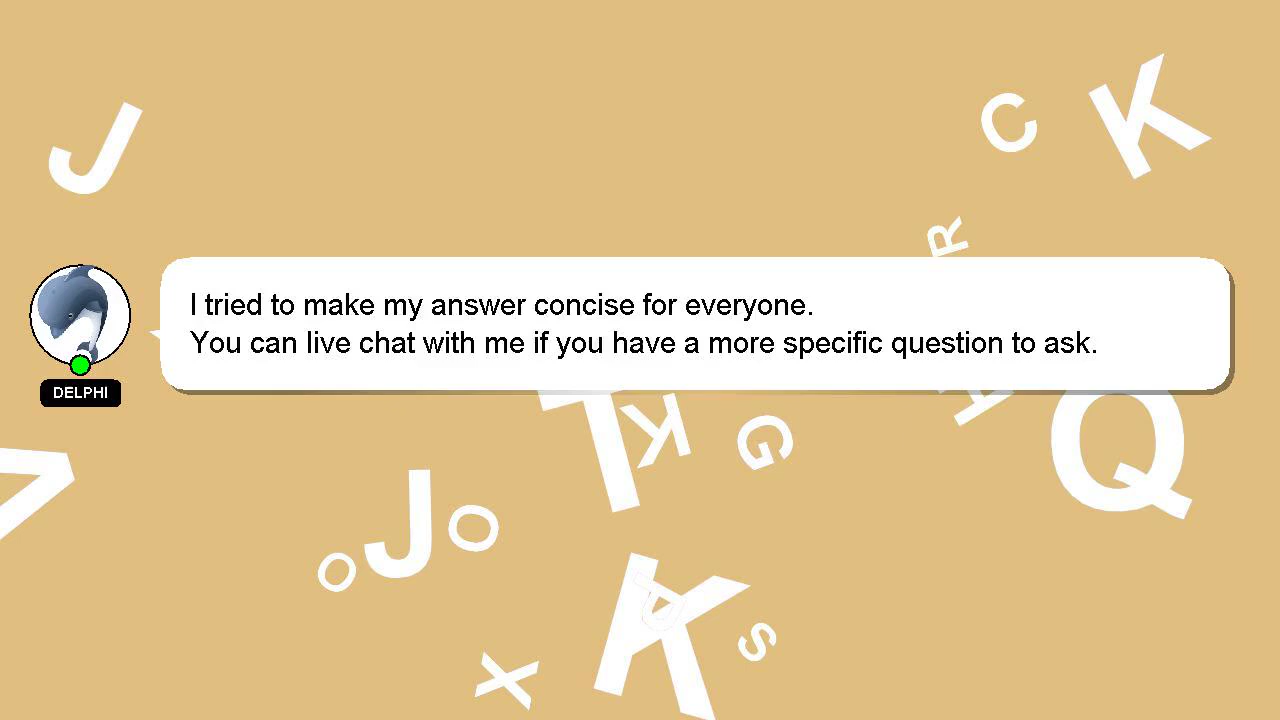 J
C
K
R
I tried to make my answer concise for everyone.
You can live chat with me if you have a more specific question to ask.
DELPHI
T
K
G
Q
J
O
O
K
P
S
X